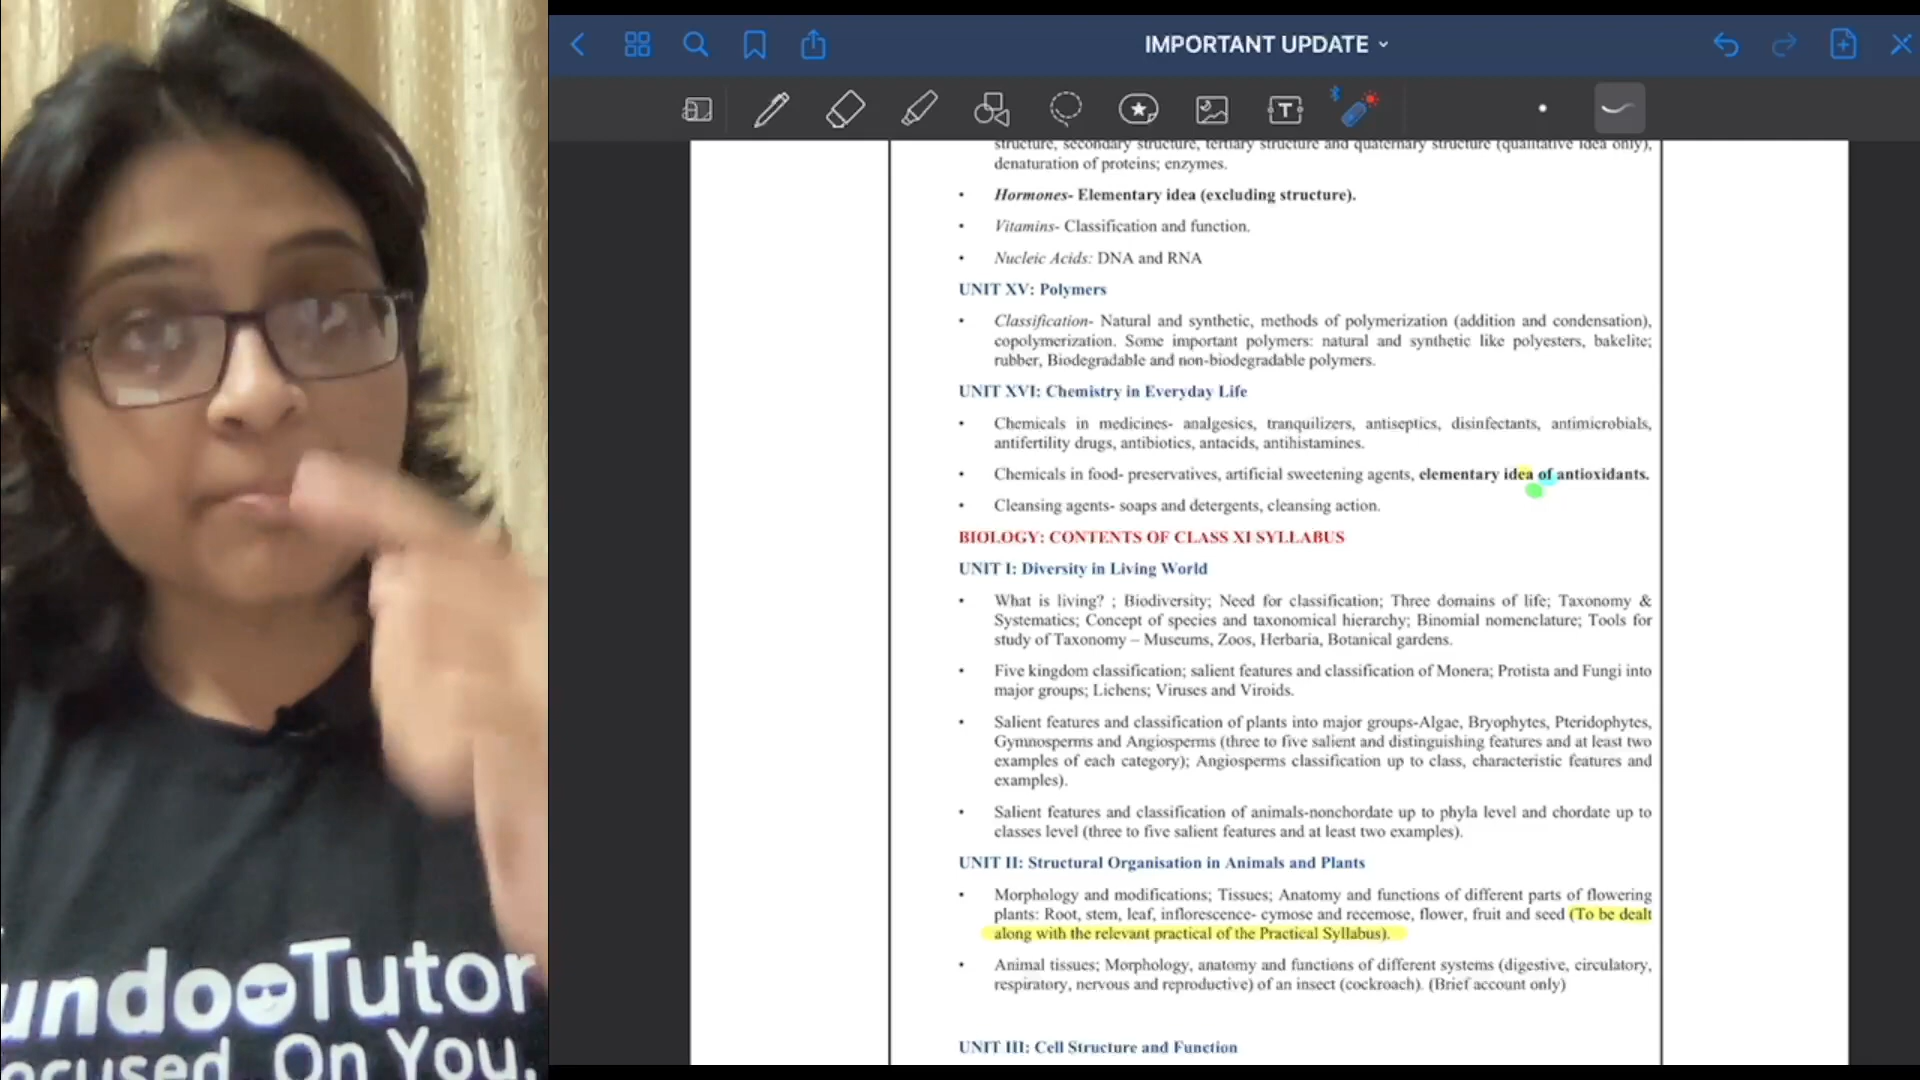 IMPORTANT UPDATE
T
structure, secondary structure, tertiary structure and quaternary structure (qualitative idea only),
denaturation of proteins; enzymes.
• Hormones- Elementary idea (excluding structure).
• Vitamins- Classification and function.
• Nucleic Acids: DNA and RNA
UNIT XV: Polymers
• Classification- Natural and synthetic, methods of polymerization (addition and condensation),
copolymerization. Some important polymers: natural and synthetic like polyesters, bakelite;
rubber, Biodegradable and non-biodegradable polymers.
UNIT XVI: Chemistry in Everyday Life
• Chemicals in medicines- analgesics, tranquilizers, antiseptics, disinfectants, antimicrobials,
antifertility drugs, antibiotics, antacids, antihistamines.
• Chemicals in food- preservatives, artificial sweetening agents, elementary idea of antioxidants.
• Cleansing agents- soaps and detergents, cleansing action.
BIOLOGY: CONTENTS OF CLASS XI SYLLABUS
UNIT I: Diversity in Living World
• What is living? ; Biodiversity; Need for classification; Three domains of life; Taxonomy &
Systematics; Concept of species and taxonomical hierarchy; Binomial nomenclature; Tools for
study of Taxonomy – Museums, Zoos, Herbaria, Botanical gardens.
• Five kingdom classification; salient features and classification of Monera; Protista and Fungi into
major groups; Lichens; Viruses and Viroids.
• Salient features and classification of plants into major groups-Algae, Bryophytes, Pteridophytes,
Gymnosperms and Angiosperms (three to five salient and distinguishing features and at least two
examples of each category); Angiosperms classification up to class, characteristic features and
examples).
• Salient features and classification of animals-nonchordate up to phyla level and chordate up to
classes level (three to five salient features and at least two examples).
UNIT II: Structural Organisation in Animals and Plants
• Morphology and modifications; Tissues; Anatomy and functions of different parts of flowering
plants: Root, stem, leaf, inflorescence- cymose and recemose, flower, fruit and seed (To be dealt
along with the relevant practical of the Practical Syllabus).
• Animal tissues; Morphology, anatomy and functions of different systems (digestive, circulatory,
respiratory, nervous and reproductive) of an insect (cockroach). (Brief account only)
UNIT III: Cell Structure and Function
undooTutor
ocused On You.